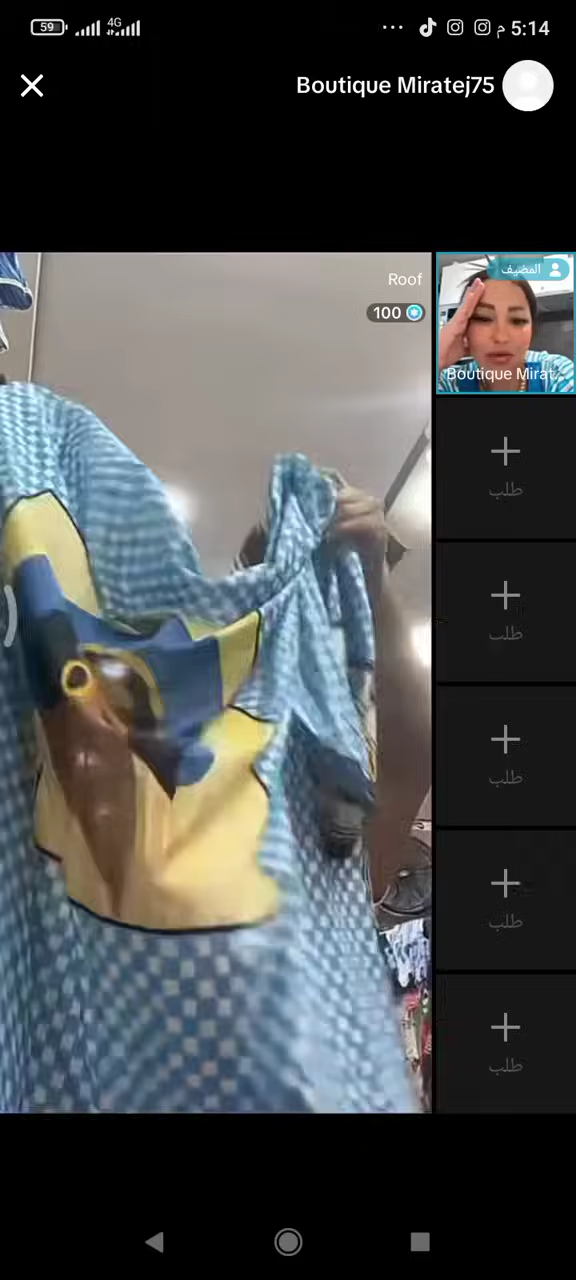 59 4G ... م 5:14
Boutique Miratej75
Roof
100
المضيف
Boutique Mirat...
طلب
طلب
طلب
طلب
طلب